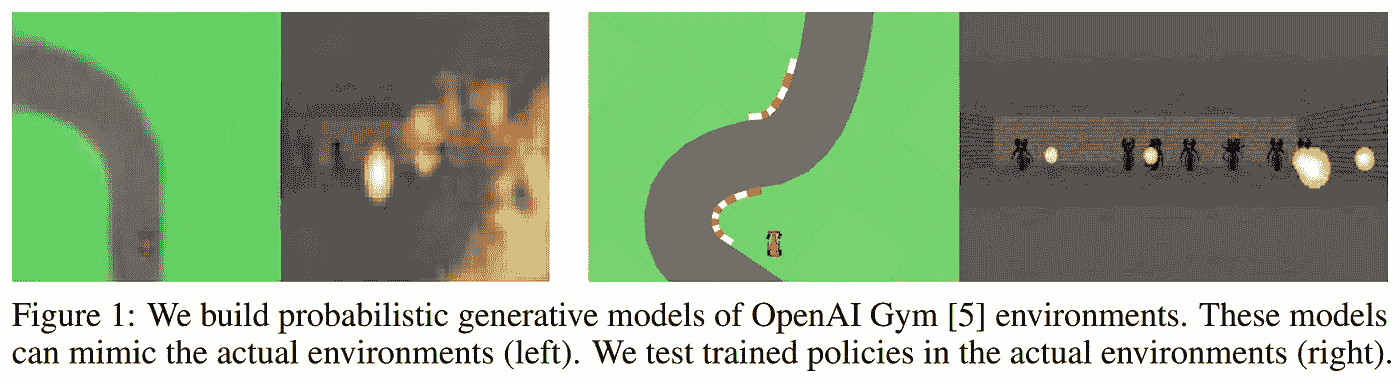 Figure 1: We build probabilistic generative models of OpenAI Gym [5] environments. These models
can mimic the actual environments (left). We test trained policies in the actual environments (right).